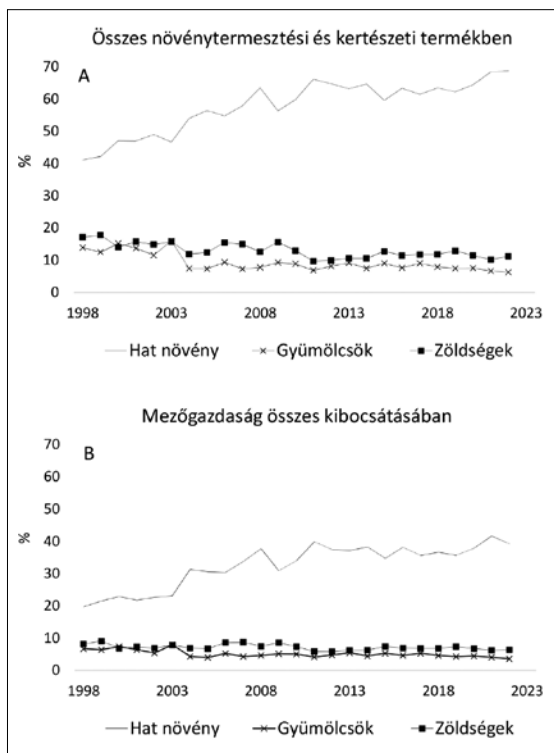 Összes növénytermesztési és kertészeti termékben
A
70
60
50
40
30
20
10
0
%
1998 2003 2008 2013 2018 2023
Hat növény Gyümölcsök Zöldségek
Mezőgazdaság összes kibocsátásában
B
70
60
50
40
30
20
10
0
%
1998 2003 2008 2013 2018 2023
Hat növény Gyümölcsök Zöldségek